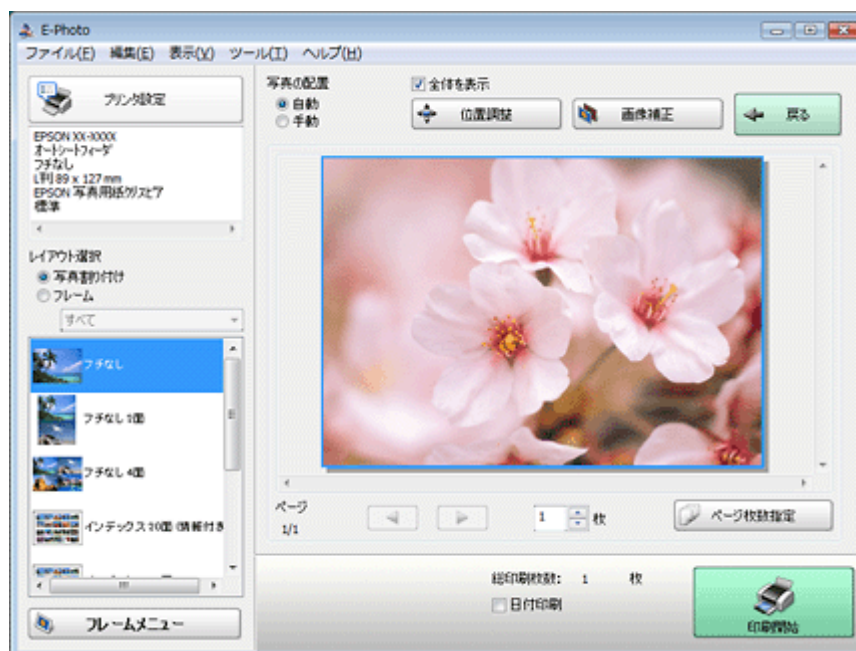 E-Photo
ファイル(F) 編集(E) 表示(V) ツール(T) ヘルプ(H)
プリンタ設定
EPSON XX-XXXX
オートシートフィーダ
フチなし
L判 89 x 127 mm
EPSON 写真用紙クリスピア
標準
レイアウト選択
写真割り付け
フレーム
すべて
フチなし
フチなし 1面
フチなし 4面
インデックス 20面 (情報付き
フレームメニュー
写真の配置
自動
手動
全体を表示
位置調整
画像補正
戻る
ページ
1/1
1 枚
ページ枚数指定
総印刷枚数: 1 枚
日付印刷
印刷開始